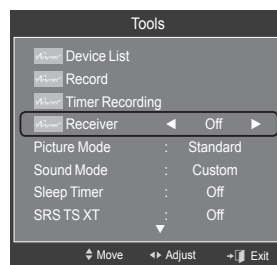 Tools
Device List
Record
Timer Recording
Receiver ◄ Off ►
Picture Mode : Standard
Sound Mode : Custom
Sleep Timer : Off
SRS TS XT : Off
▼
Move Adjust Exit